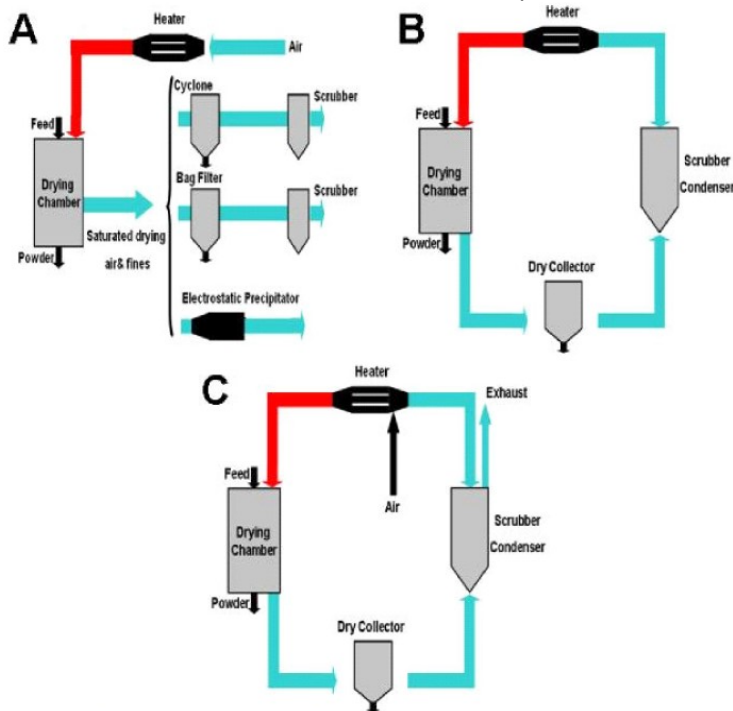 A
Heater
Air
Cyclone
Scrubber
Feed
Drying
Chamber
Bag Filter
Scrubber
Saturated drying
air& fines
Powder
Electrostatic Precipitator
B
Heater
Feed
Drying
Chamber
Scrubber
Condenser
Powder
Dry Collector
C
Heater
Exhaust
Feed
Air
Drying
Chamber
Scrubber
Condenser
Powder
Dry Collector